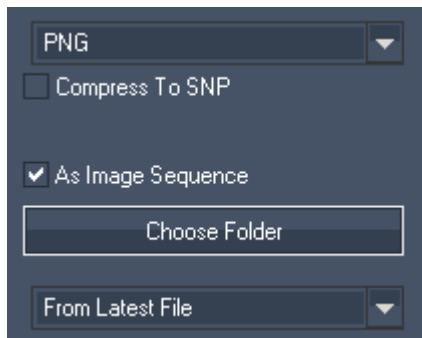 PNG
Compress To SNP
As Image Sequence
Choose Folder
From Latest File